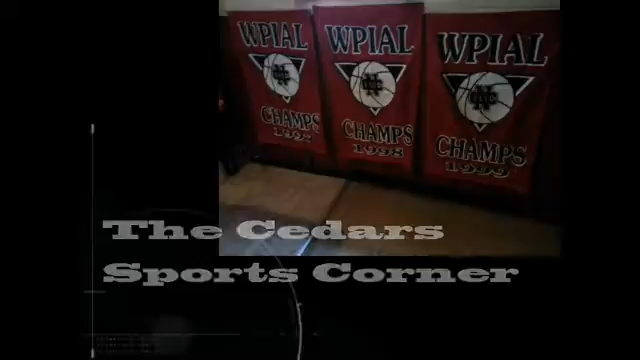 WPIAL
CHAMPS
1997
WPIAL
CHAMPS
1998
WPIAL
CHAMPS
1999
The Cedars
Sports Corner